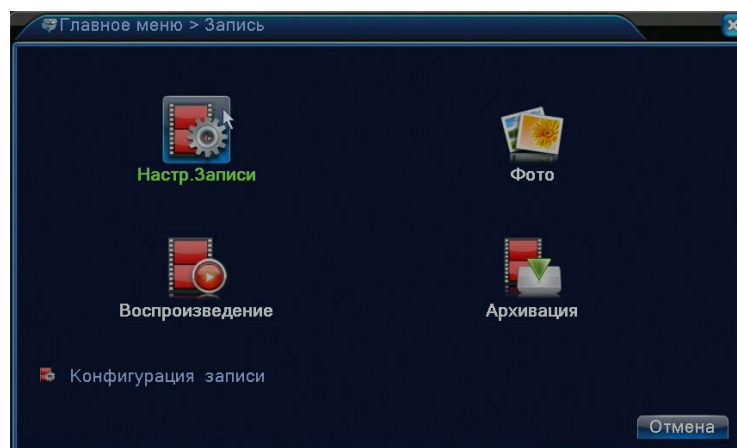 Главное меню > Запись
Настр.Записи
Фото
Воспроизведение
Архивация
Конфигурация записи
Отмена